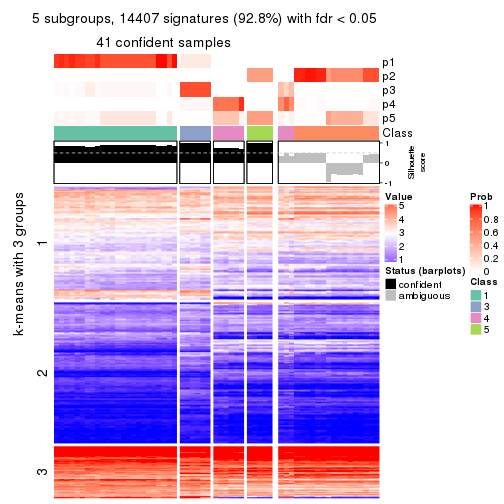 5 subgroups, 14407 signatures (92.8%) with fdr < 0.05
41 confident samples
p1
p2
p3
p4
p5
Class
1
0
-1
Silhouette
score
k-means with 3 groups
1
2
3
Value
5
4
3
2
1
Status (barplots)
confident
ambiguous
Prob
1
0.8
0.6
0.4
0.2
0
Class
1
3
4
5